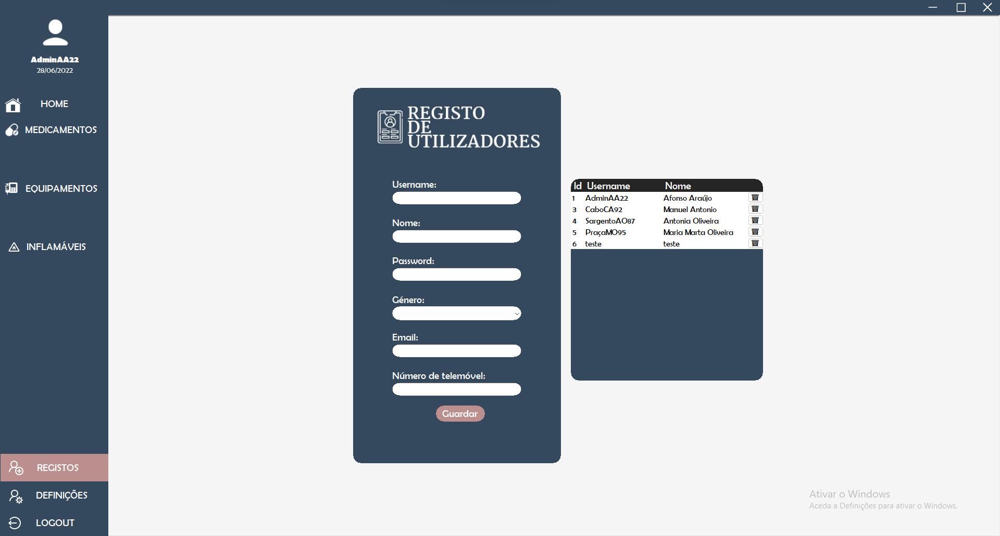 AdminAA22
28/06/2022
HOME
MEDICAMENTOS
EQUIPAMENTOS
INFLAMÁVEIS
REGISTOS
DEFINIÇÕES
LOGOUT
REGISTO
DE
UTILIZADORES
Username:
Nome:
Password:
Género:
Email:
Número de telemóvel:
Guardar
Id Username Nome
1 AdminAA22 Afonso Araújo
3 CaboCA92 Manuel Antonio
4 SargentoAO87 Antonia Oliveira
5 PraçaMO95 Maria Marta Oliveira
6 teste teste
Ativar o Windows
Aceda a Definições para ativar o Windows.